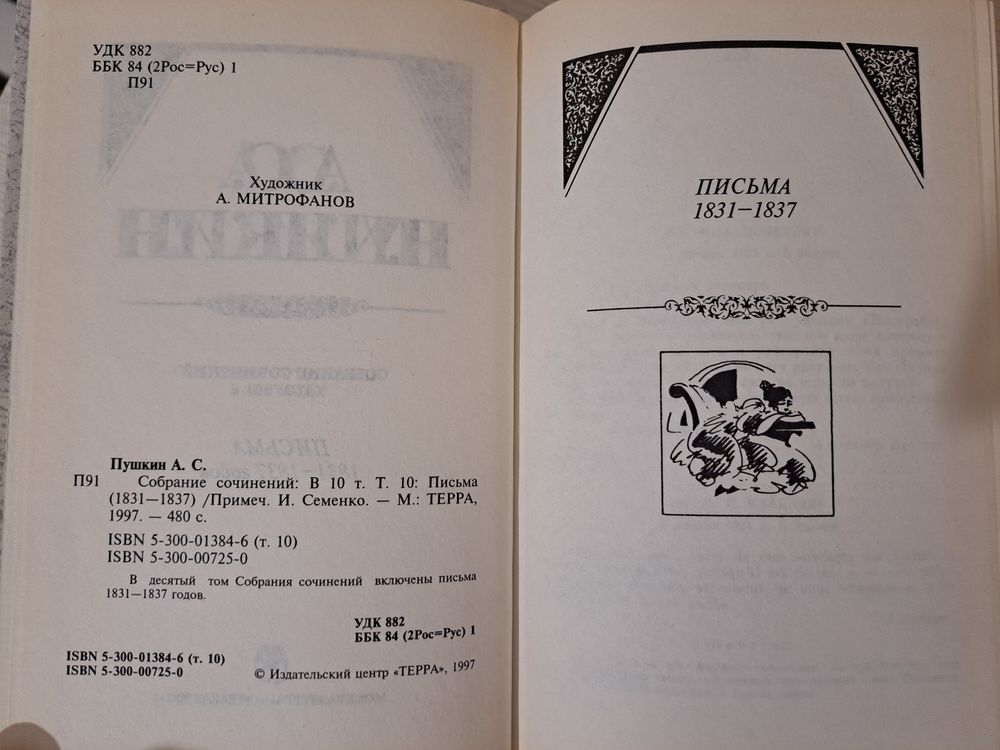 УДК 882
ББК 84 (2Рос=Рус) 1
П91
Художник
А. МИТРОФАНОВ
Пушкин А. С.
П91 Собрание сочинений: В 10 т. Т. 10: Письма
(1831—1837) /Примеч. И. Семенко. — М.: ТЕРРА,
1997. — 480 с.
ISBN 5-300-01384-6 (т. 10)
ISBN 5-300-00725-0
В десятый том Собрания сочинений включены письма
1831—1837 годов.
УДК 882
ББК 84 (2Рос=Рус) 1
ISBN 5-300-01384-6 (т. 10)
ISBN 5-300-00725-0
© Издательский центр «ТЕРРА», 1997
ПИСЬМА
1831—1837